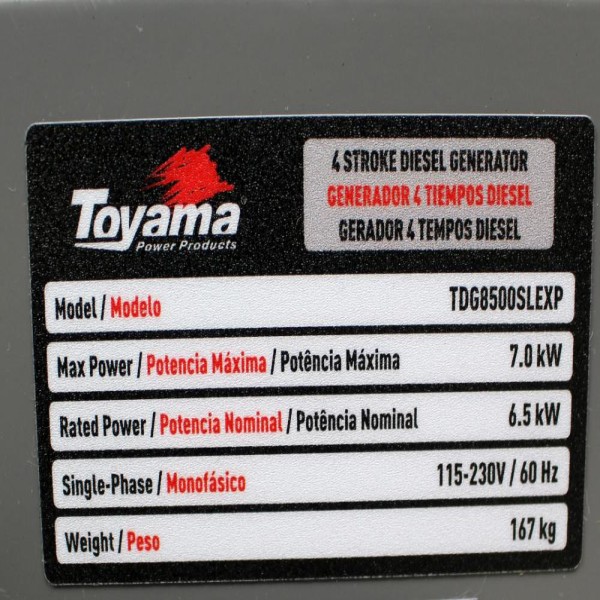 Toyama
Power Products
4 STROKE DIESEL GENERATOR
GENERADOR 4 TIEMPOS DIESEL
GERADOR 4 TEMPOS DIESEL
Model / Modelo TDG8500SLEXP
Max Power / Potencia Máxima / Potência Máxima 7.0 kW
Rated Power / Potencia Nominal / Potência Nominal 6.5 kW
Single-Phase / Monofásico 115-230V / 60 Hz
Weight / Peso 167 kg